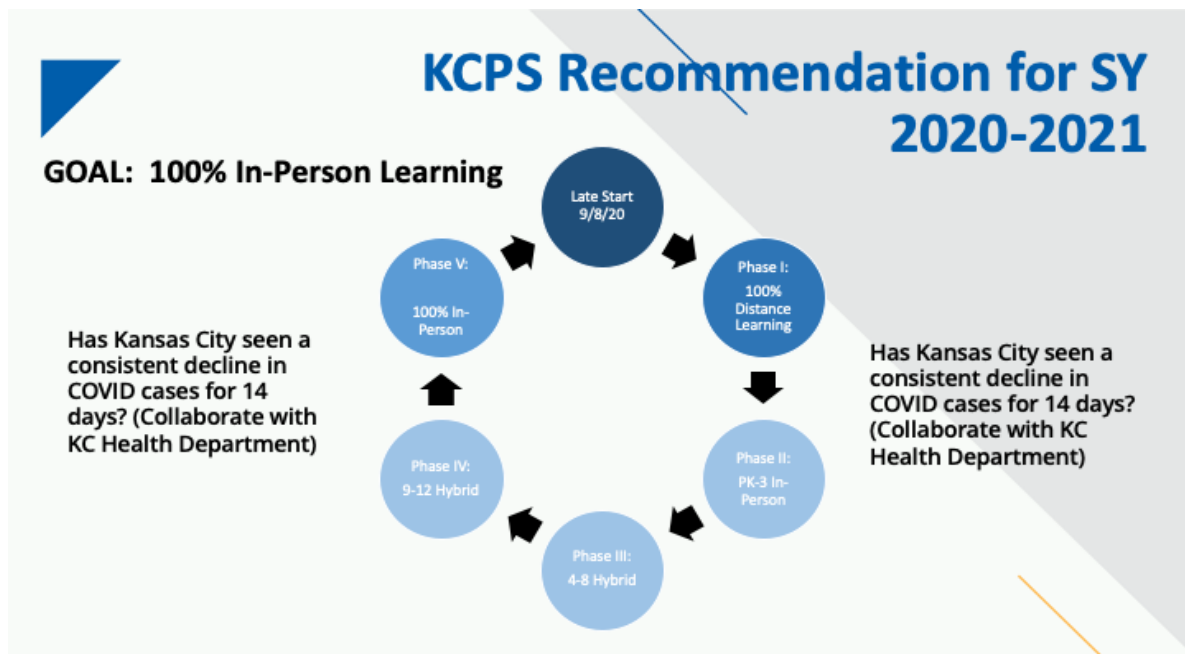 KCPS Recommendation for SY
2020-2021
GOAL: 100% In-Person Learning
Late Start
9/8/20
Phase I:
100%
Distance
Learning
Has Kansas City seen a
consistent decline in
COVID cases for 14 days?
(Collaborate with KC
Health Department)
Phase II:
PK-3 In-
Person
Phase III:
4-8 Hybrid
Phase IV:
9-12 Hybrid
Has Kansas City seen a
consistent decline in
COVID cases for 14
days? (Collaborate with
KC Health Department)
Phase V:
100% In-
Person